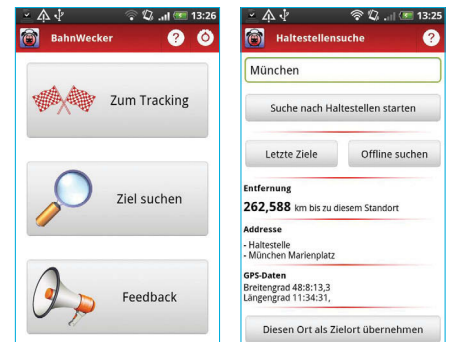 13:26
BahnWecker ?
Zum Tracking
Ziel suchen
Feedback
13:25
Haltestellensuche ?
München
Suche nach Haltestellen starten
Letzte Ziele Offline suchen
Entfernung
262,588 km bis zu diesem Standort
Addresse
- Haltestelle
- München Marienplatz
GPS-Daten
Breitengrad 48:8:13,3
Längengrad 11:34:31,
Diesen Ort als Zielort übernehmen